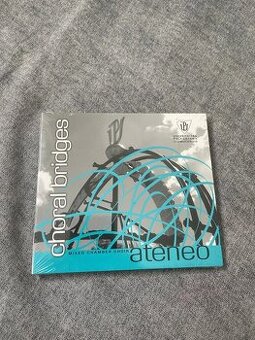 choral bridges
MIXED CHAMBER CHOIR
ateneo